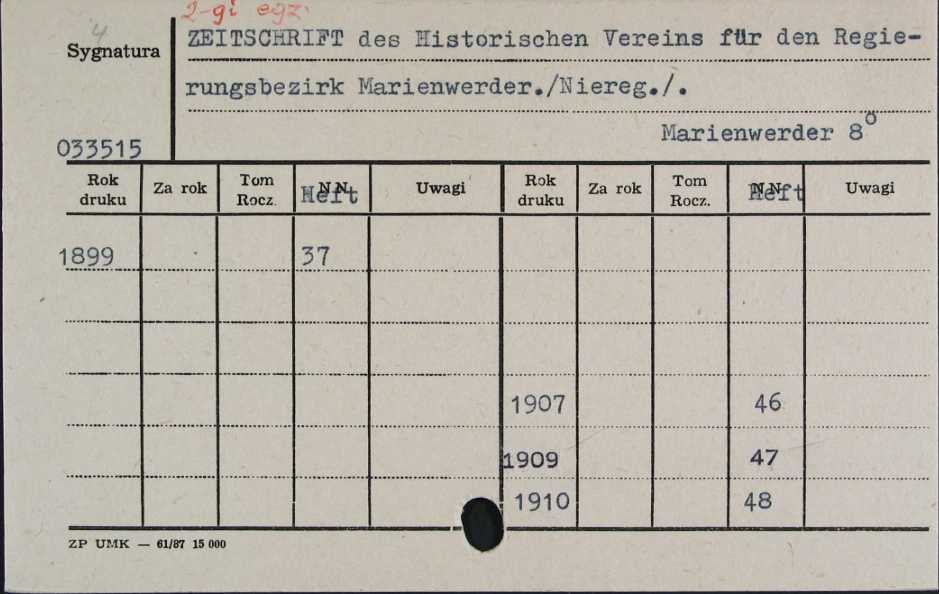 2-gi egz.
4
Sygnatura
ZEITSCHRIFT des Historischen Vereins für den Regie-
rungsbezirk Marienwerder./Niereg./.
Marienwerder 8°
033515
Rok druku Za rok Tom Rocz. Heft Uwagi Rok druku Za rok Tom Rocz. Heft Uwagi
1899 37
1907 46
1909 47
1910 48
ZP UMK — 61/87 15 000